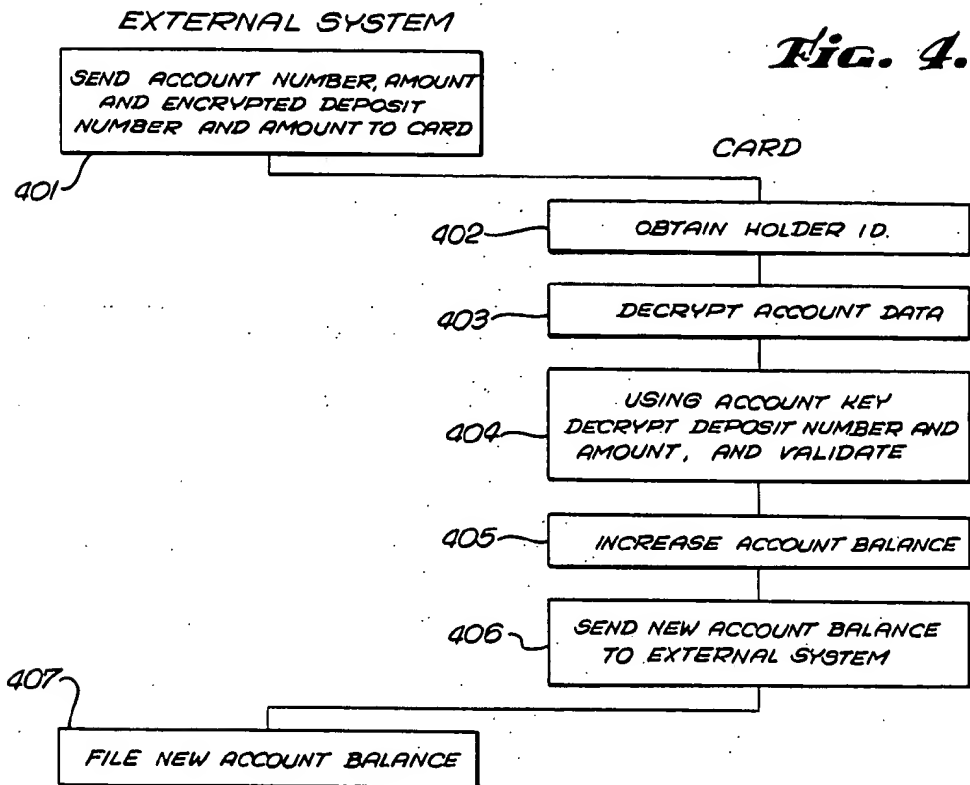 EXTERNAL SYSTEM
Fig. 4.
SEND ACCOUNT NUMBER, AMOUNT
AND ENCRYPTED DEPOSIT
NUMBER AND AMOUNT TO CARD
401
CARD
402
OBTAIN HOLDER ID.
403
DECRYPT ACCOUNT DATA
404
USING ACCOUNT KEY
DECRYPT DEPOSIT NUMBER AND
AMOUNT, AND VALIDATE
405
INCREASE ACCOUNT BALANCE
406
SEND NEW ACCOUNT BALANCE
TO EXTERNAL SYSTEM
407
FILE NEW ACCOUNT BALANCE